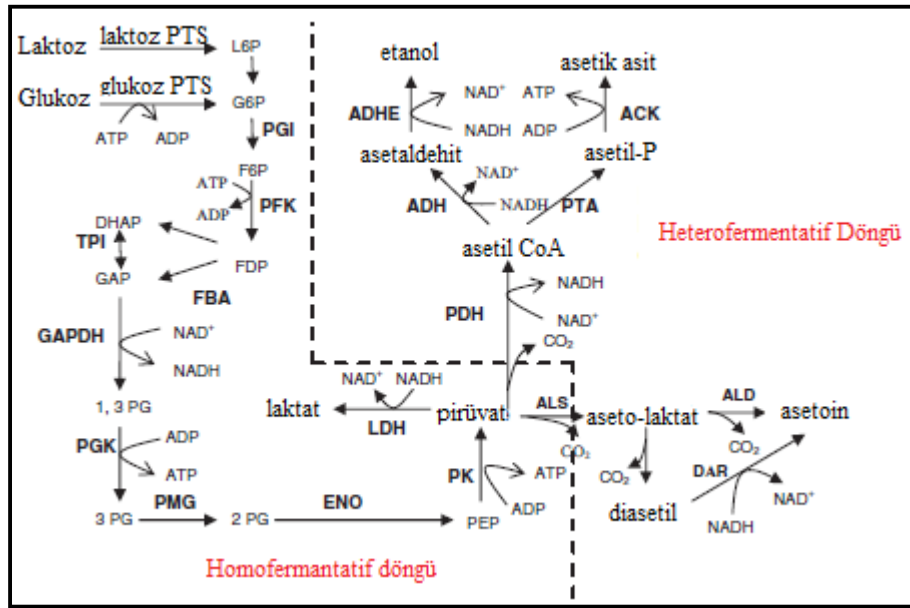 Laktoz laktoz PTS L6P
Glukoz glukoz PTS G6P
ATP ADP
PGI
F6P
ATP
PFK
ADP
DHAP
TPI
FDP
GAP
FBA
GAPDH
NAD+
NADH
1, 3 PG
PGK
ADP
ATP
3 PG
PMG
2 PG
ENO
PEP
PK
ATP
ADP
pirüvat
NAD+ NADH
laktat
LDH
Homofermantatif döngü
etanol
asetik asit
NAD+ ATP
ADHE
ACK
NADH ADP
asetaldehit
asetil-P
NAD+
ADH
NADH
PTA
asetil CoA
Heterofermentatif Döngü
NADH
PDH
NAD+
CO2
ALS
aseto-laktat
ALD
asetoin
CO2
CO2
CO2
DAR
diasetil
NAD+
NADH